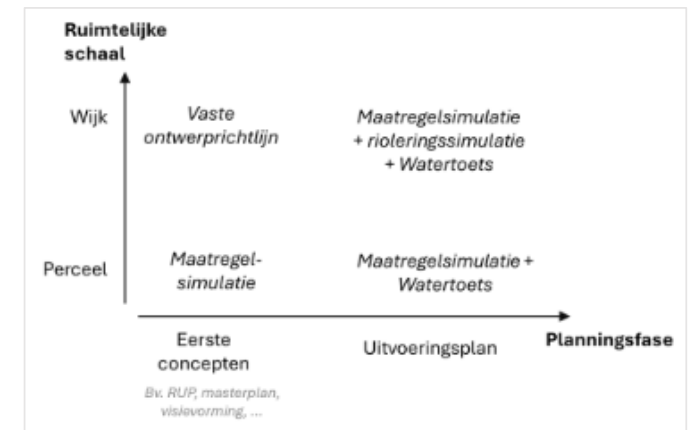 Ruimtelijke
schaal
Wijk
Vaste
ontwerprichtlijn
Maatregelsimulatie
+ rioleringssimulatie
+ Watertoets
Perceel
Maatregel-
simulatie
Maatregelsimulatie +
Watertoets
Eerste
concepten
Uitvoeringsplan
Planningsfase
Bv. RUP, masterplan,
visievorming, ...